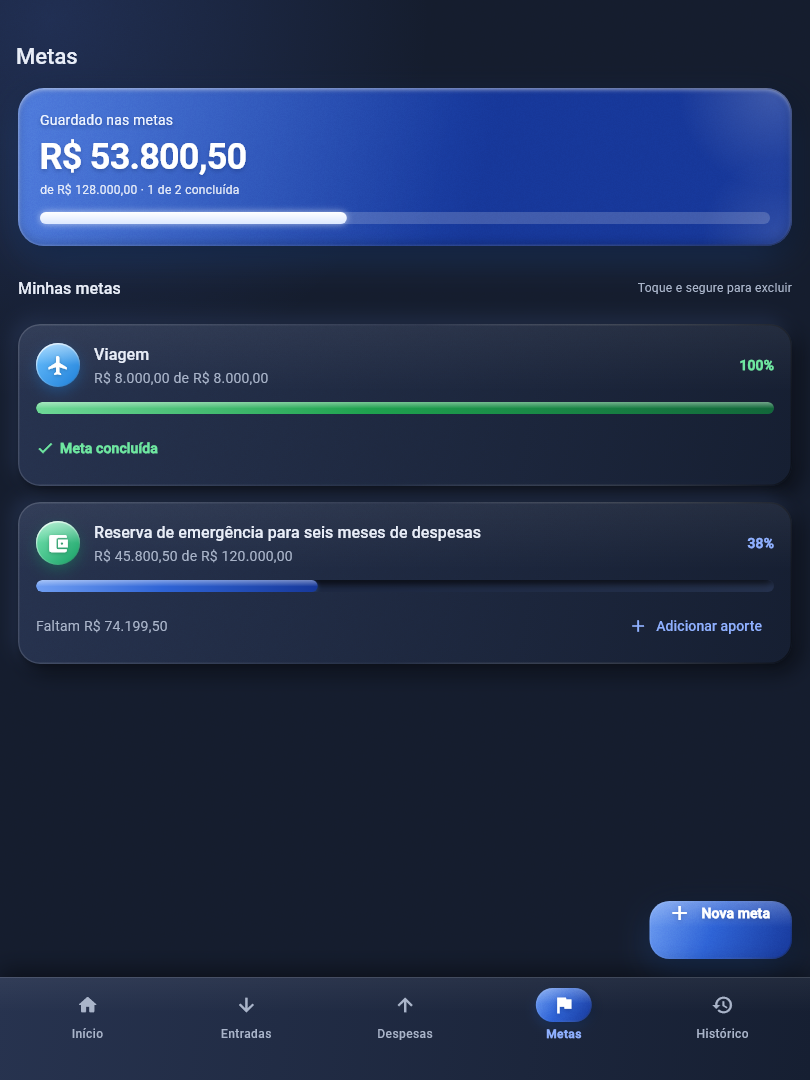 Metas
Guardado nas metas
R$ 53.800,50
de R$ 128.000,00 · 1 de 2 concluída
Minhas metas
Toque e segure para excluir
Viagem
R$ 8.000,00 de R$ 8.000,00
100%
Meta concluída
Reserva de emergência para seis meses de despesas
R$ 45.800,50 de R$ 120.000,00
38%
Faltam R$ 74.199,50
Adicionar aporte
Nova meta
Início
Entradas
Despesas
Metas
Histórico